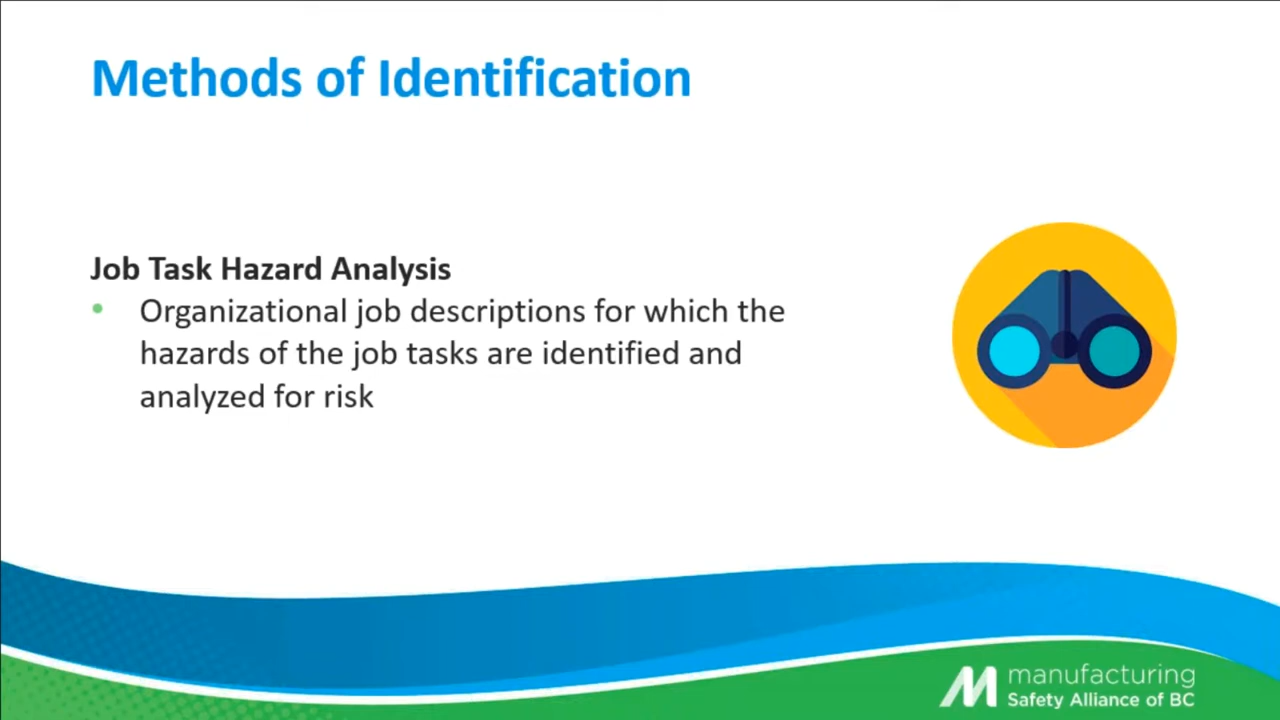 Methods of Identification
Job Task Hazard Analysis
• Organizational job descriptions for which the
hazards of the job tasks are identified and
analyzed for risk
manufacturing
Safety Alliance of BC